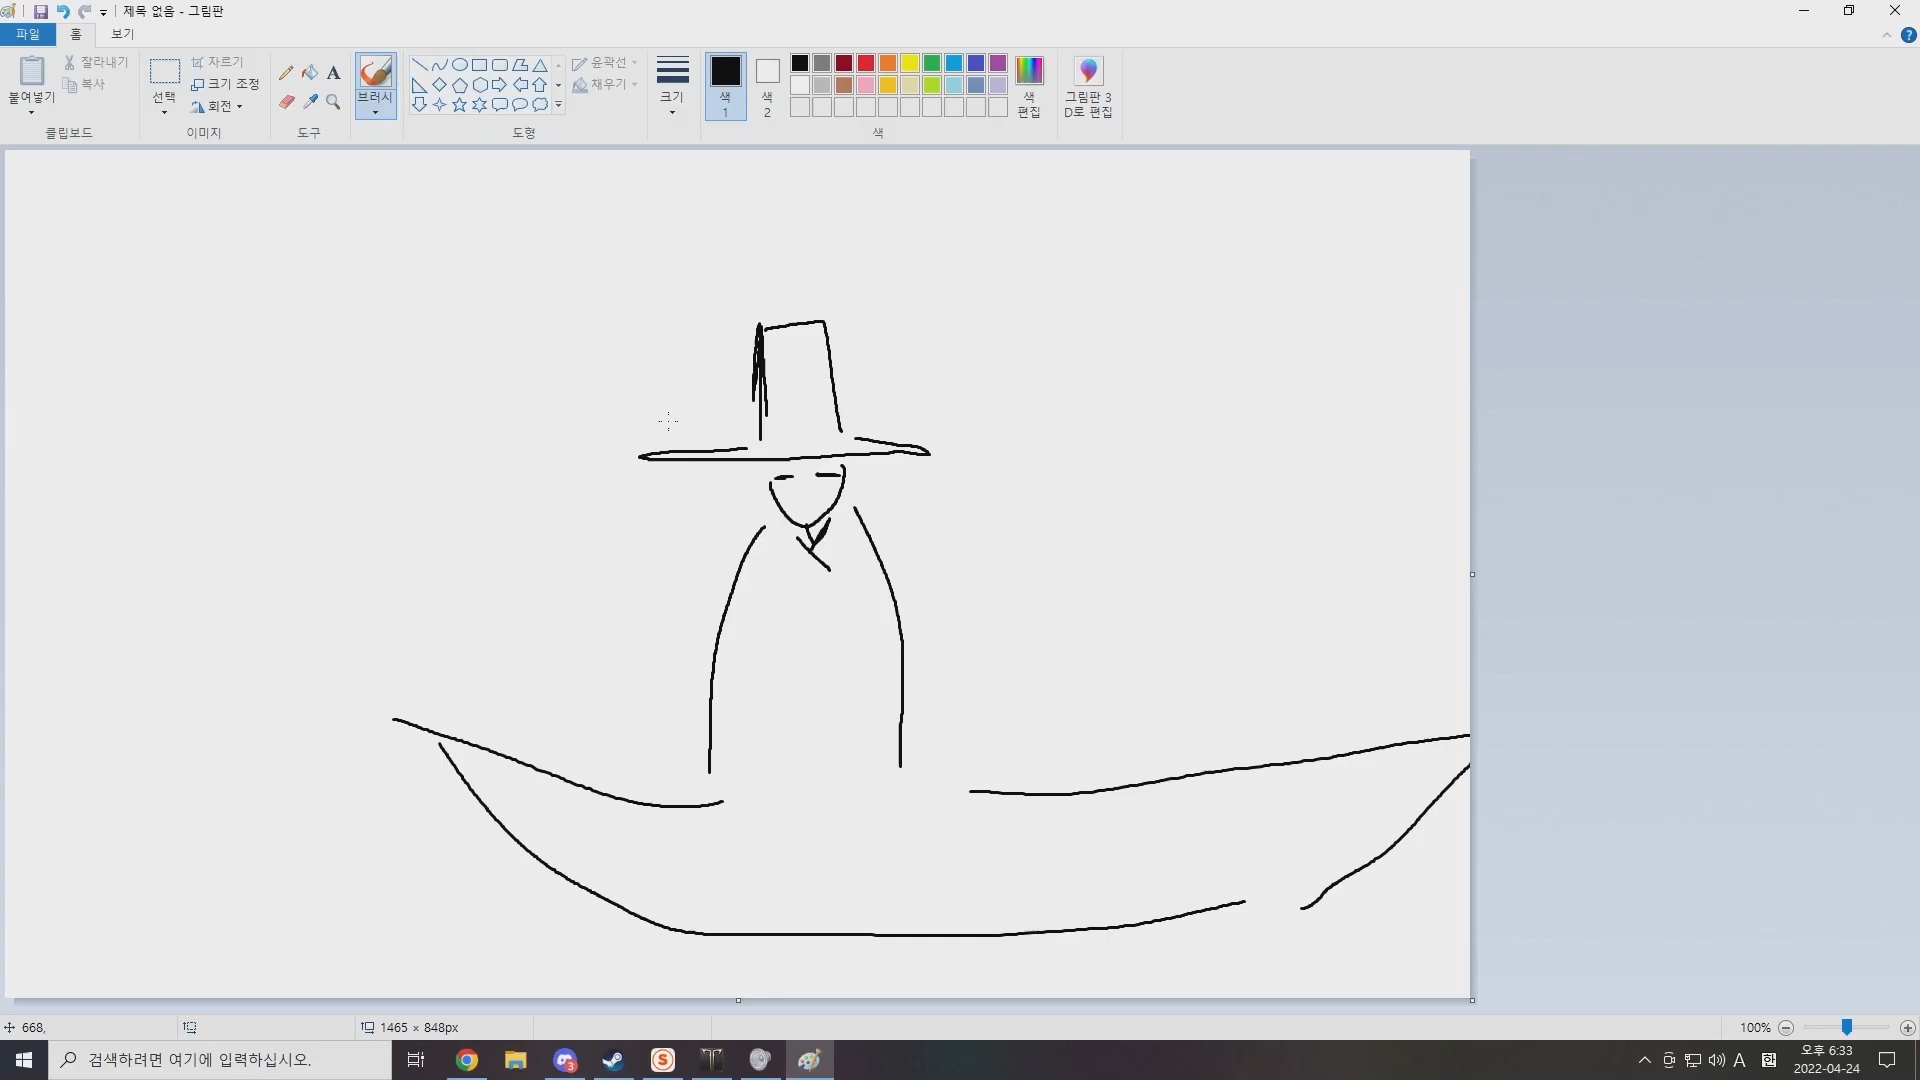 제목 없음 - 그림판
파일 홈 보기
붙여넣기
잘라내기
복사
클립보드
선택
자르기
크기 조정
회전
이미지
A
도구
브러시
도형
윤곽선
채우기
크기
색
1
색
2
색
편집
색
그림판 3
D로 편집
668,
1465 × 848px
100%
검색하려면 여기에 입력하십시오.
3
S
A
한
오후 6:33
2022-04-24